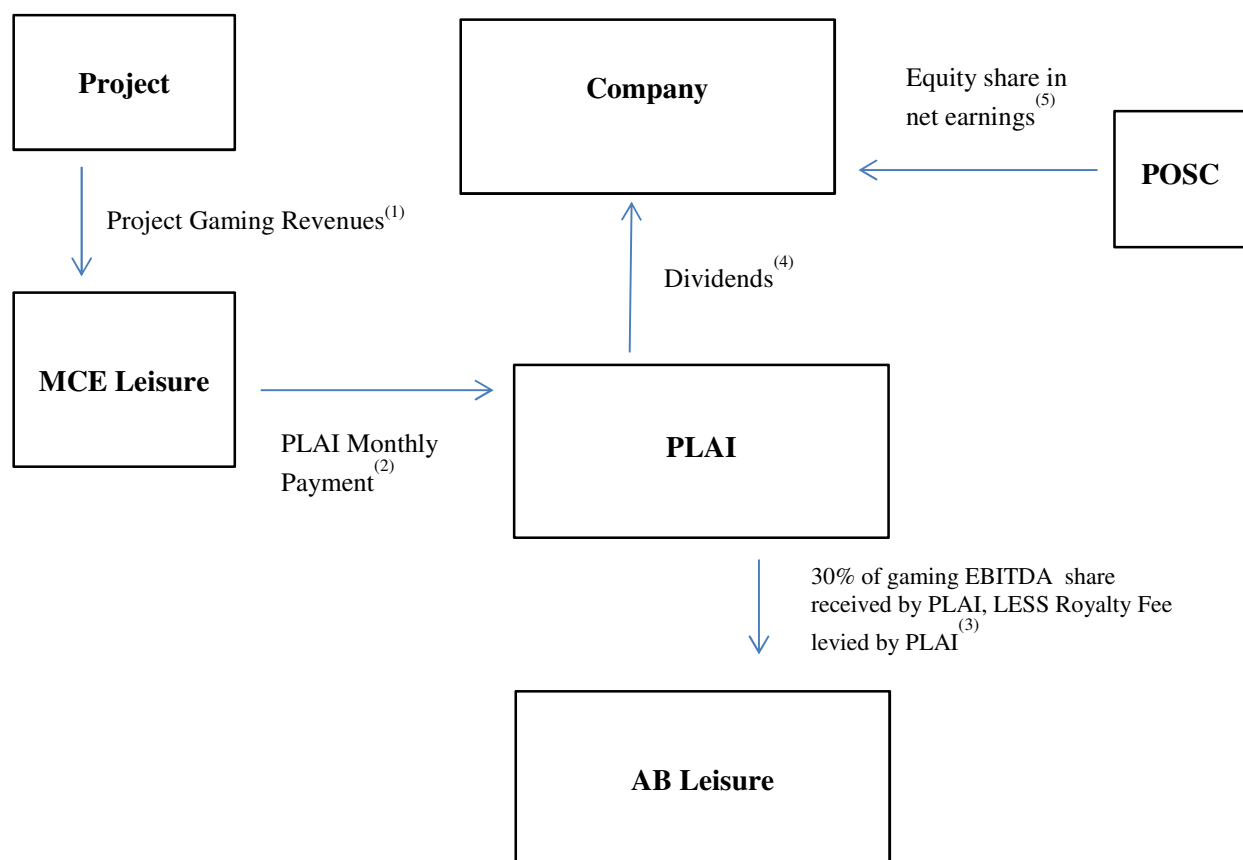 Project
Company
Equity share in
net earnings(5)
POSC
Project Gaming Revenues(1)
Dividends(4)
MCE Leisure
PLAI Monthly
Payment(2)
PLAI
30% of gaming EBITDA  share
received by PLAI, LESS Royalty Fee
levied by PLAI(3)
AB Leisure